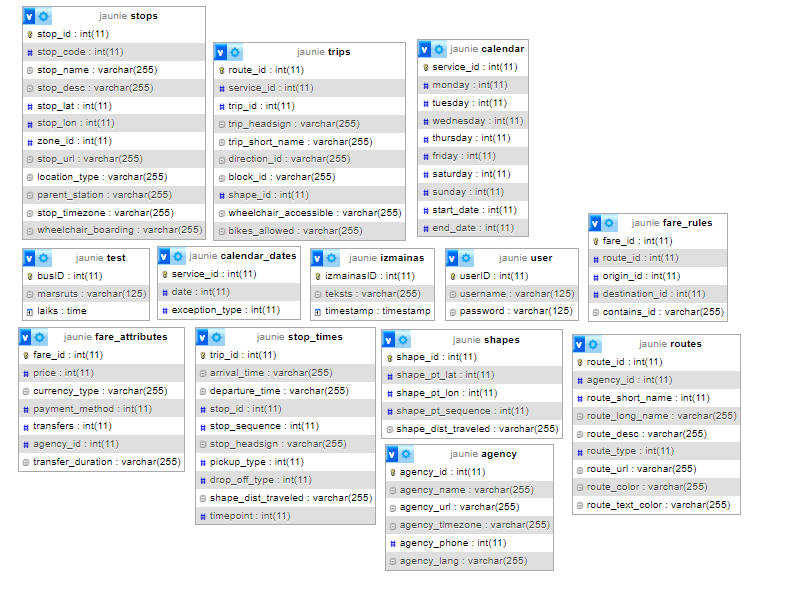 jaunie stops
stop_id : int(11)
stop_code : int(11)
stop_name : varchar(255)
stop_desc : varchar(255)
stop_lat : int(11)
stop_lon : int(11)
zone_id : int(11)
stop_url : varchar(255)
location_type : varchar(255)
parent_station : varchar(255)
stop_timezone : varchar(255)
wheelchair_boarding : varchar(255)
jaunie trips
route_id : int(11)
service_id : int(11)
trip_id : int(11)
trip_headsign : varchar(255)
trip_short_name : varchar(255)
direction_id : varchar(255)
block_id : varchar(255)
shape_id : int(11)
wheelchair_accessible : varchar(255)
bikes_allowed : varchar(255)
jaunie calendar
service_id : int(11)
monday : int(11)
tuesday : int(11)
wednesday : int(11)
thursday : int(11)
friday : int(11)
saturday : int(11)
sunday : int(11)
start_date : int(11)
end_date : int(11)
jaunie fare_rules
fare_id : int(11)
route_id : int(11)
origin_id : int(11)
destination_id : int(11)
contains_id : varchar(255)
jaunie test
busID : int(11)
marsruts : varchar(125)
laiks : time
jaunie calendar_dates
service_id : int(11)
date : int(11)
exception_type : int(11)
jaunie izmainas
izmainasID : int(11)
teksts : varchar(255)
timestamp : timestamp
jaunie user
userID : int(11)
username : varchar(125)
password : varchar(125)
jaunie fare_attributes
fare_id : int(11)
price : int(11)
currency_type : varchar(255)
payment_method : int(11)
transfers : int(11)
agency_id : int(11)
transfer_duration : varchar(255)
jaunie stop_times
trip_id : int(11)
arrival_time : varchar(255)
departure_time : varchar(255)
stop_id : int(11)
stop_sequence : int(11)
stop_headsign : varchar(255)
pickup_type : int(11)
drop_off_type : int(11)
shape_dist_traveled : varchar(255)
timepoint : int(11)
jaunie shapes
shape_id : int(11)
shape_pt_lat : int(11)
shape_pt_lon : int(11)
shape_pt_sequence : int(11)
shape_dist_traveled : varchar(255)
jaunie routes
route_id : int(11)
agency_id : int(11)
route_short_name : int(11)
route_long_name : varchar(255)
route_desc : varchar(255)
route_type : int(11)
route_url : varchar(255)
route_color : varchar(255)
route_text_color : varchar(255)
jaunie agency
agency_id : int(11)
agency_name : varchar(255)
agency_url : varchar(255)
agency_timezone : varchar(255)
agency_phone : int(11)
agency_lang : varchar(255)